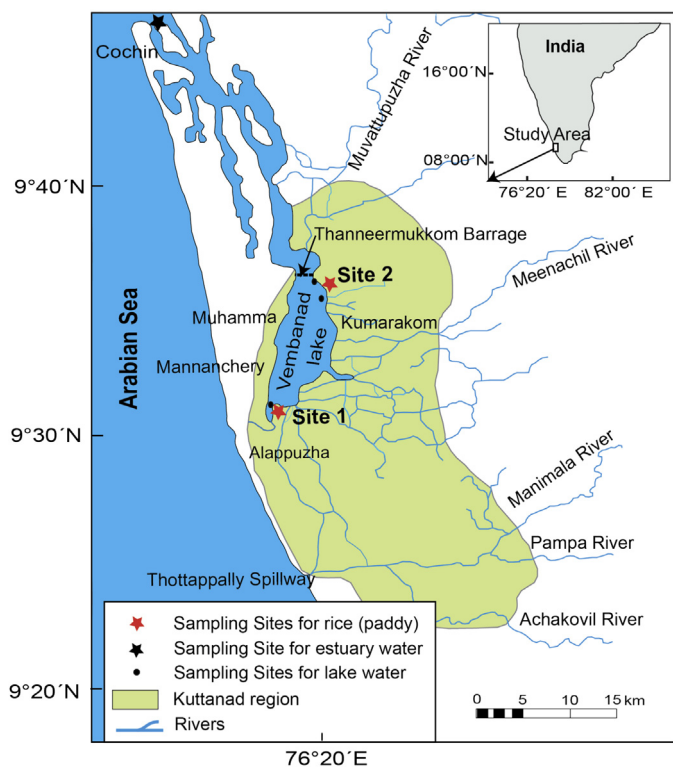 Cochin
Muvattupuzha River
India
16°00´N
Study Area
08°00´N
76°20´ E
82°00´ E
9°40´N
Thanneermukkom Barrage
Site 2
Meenachil River
Muhamma
Kumarakom
Vembanad
lake
Mannanchery
Arabian Sea
Site 1
9°30´N
Alappuzha
Manimala River
Pampa River
Thottappally Spillway
Achakovil River
Sampling Sites for rice (paddy)
Sampling Site for estuary water
Sampling Sites for lake water
Kuttanad region
Rivers
9°20´N
0 5 10 15 km
76°20´E